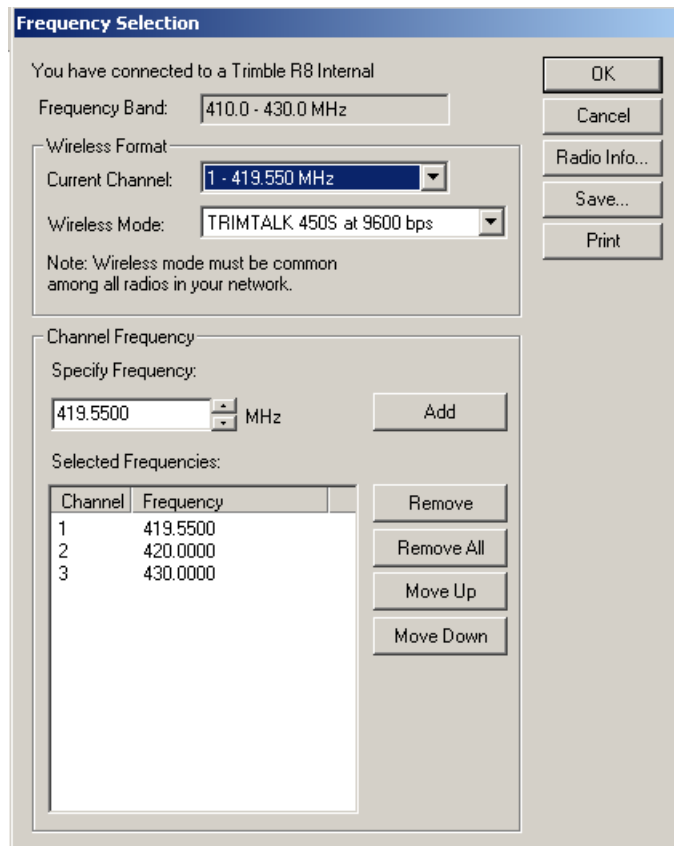 Frequency Selection
You have connected to a Trimble R8 Internal
Frequency Band: 410.0 - 430.0 MHz
Wireless Format
Current Channel: 1 - 419.550 MHz
Wireless Mode: TRIMTALK 450S at 9600 bps
Note: Wireless mode must be common
among all radios in your network.
OK
Cancel
Radio Info...
Save...
Print
Channel Frequency
Specify Frequency:
419.5500 MHz
Add
Selected Frequencies:
Channel Frequency
1 419.5500
2 420.0000
3 430.0000
Remove
Remove All
Move Up
Move Down